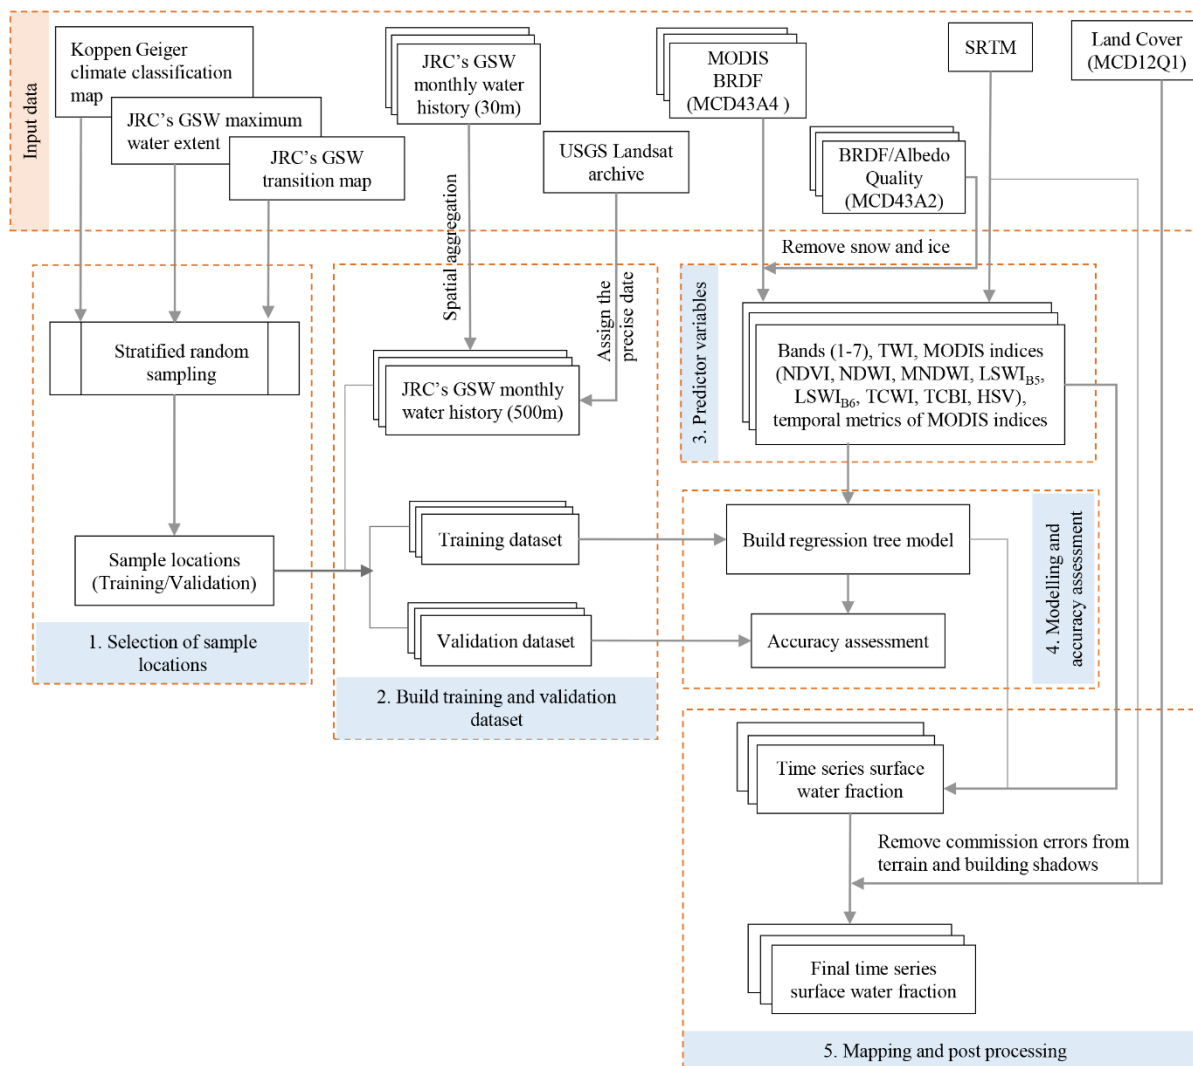 Input data
Koppen Geiger
climate classification
map
JRC's GSW maximum
water extent
JRC's GSW
transition map
JRC's GSW
monthly water
history (30m)
USGS Landsat
archive
MODIS
BRDF
(MCD43A4 )
BRDF/Albedo
Quality
(MCD43A2)
SRTM
Land Cover
(MCD12Q1)
Remove snow and ice
Spatial aggregation
Assign the
precise date
Stratified random
sampling
Sample locations
(Training/Validation)
1. Selection of sample
locations
JRC's GSW monthly
water history (500m)
Training dataset
Validation dataset
2. Build training and validation
dataset
3. Predictor variables
Bands (1-7), TWI, MODIS indices
(NDVI, NDWI, MNDWI, LSWIB5,
LSWIB6, TCWI, TCBI, HSV),
temporal metrics of MODIS indices
Build regression tree model
Accuracy assessment
4. Modelling and
accuracy assessment
Time series surface
water fraction
Remove commission errors from
terrain and building shadows
Final time series
surface water fraction
5. Mapping and post processing